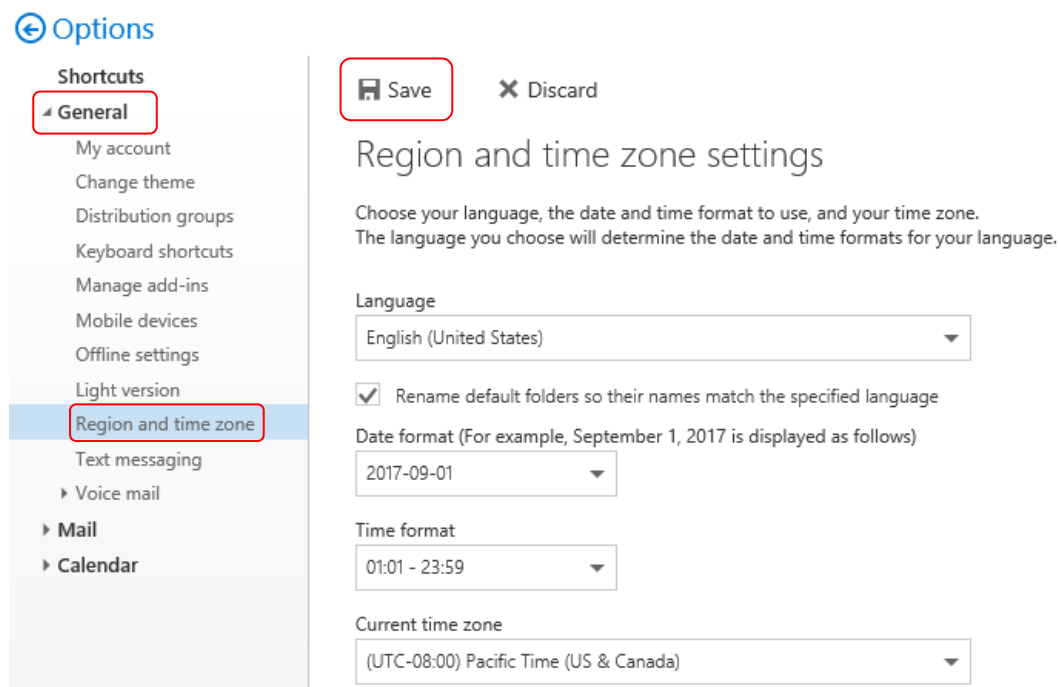 Options
Shortcuts
General
My account
Change theme
Distribution groups
Keyboard shortcuts
Manage add-ins
Mobile devices
Offline settings
Light version
Region and time zone
Text messaging
Voice mail
Mail
Calendar
Save
Discard
Region and time zone settings
Choose your language, the date and time format to use, and your time zone.
The language you choose will determine the date and time formats for your language.
Language
English (United States)
Rename default folders so their names match the specified language
Date format (For example, September 1, 2017 is displayed as follows)
2017-09-01
Time format
01:01 - 23:59
Current time zone
(UTC-08:00) Pacific Time (US & Canada)